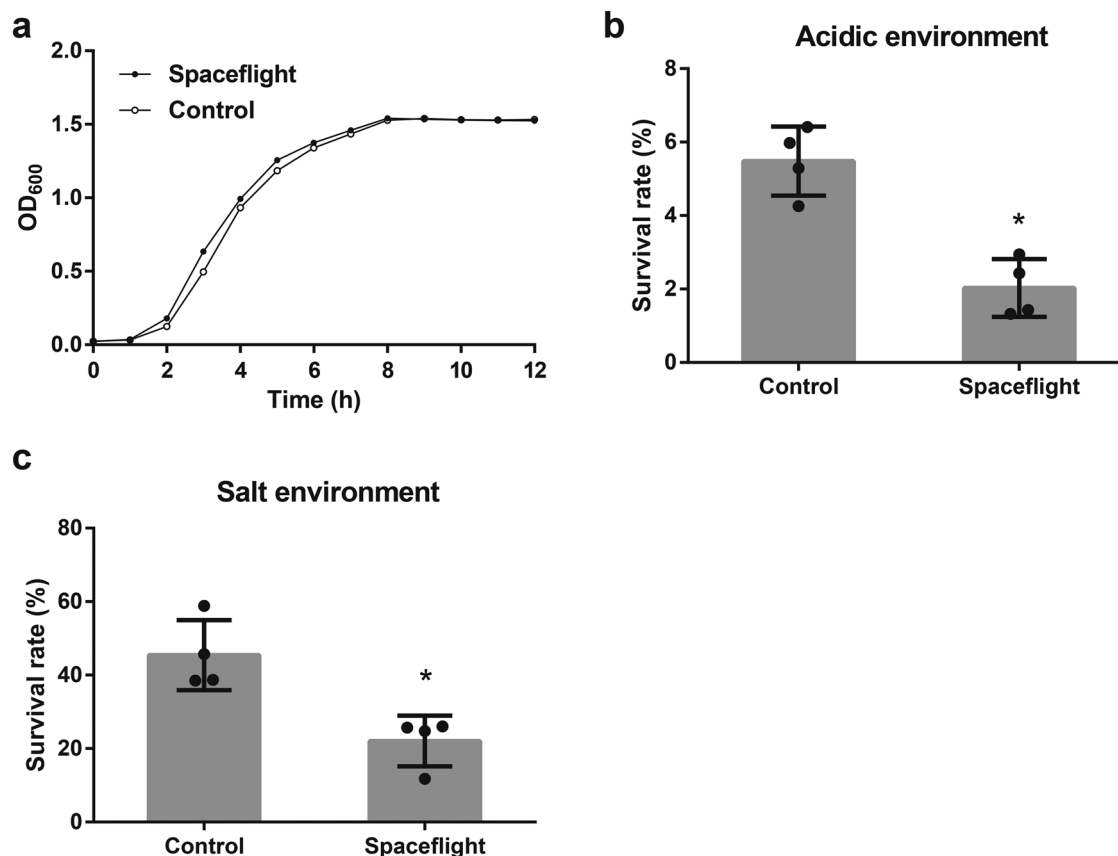 a
2.0
1.5
1.0
0.5
0.0
OD600
Spaceflight
Control
0 2 4 6 8 10 12
Time (h)
b
Acidic environment
8
6
4
2
0
Survival rate (%)
*
Control Spaceflight
c
Salt environment
80
60
40
20
0
Survival rate (%)
*
Control Spaceflight